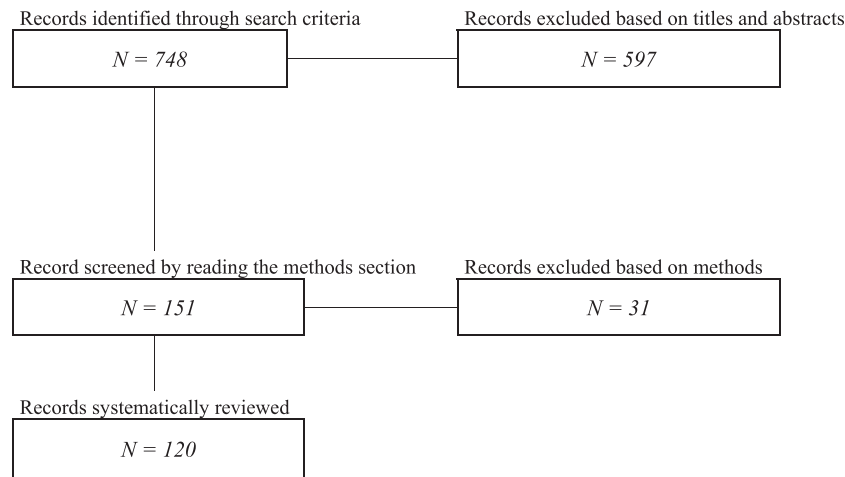 Records identified through search criteria
N = 748
Records excluded based on titles and abstracts
N = 597
Record screened by reading the methods section
N = 151
Records excluded based on methods
N = 31
Records systematically reviewed
N = 120